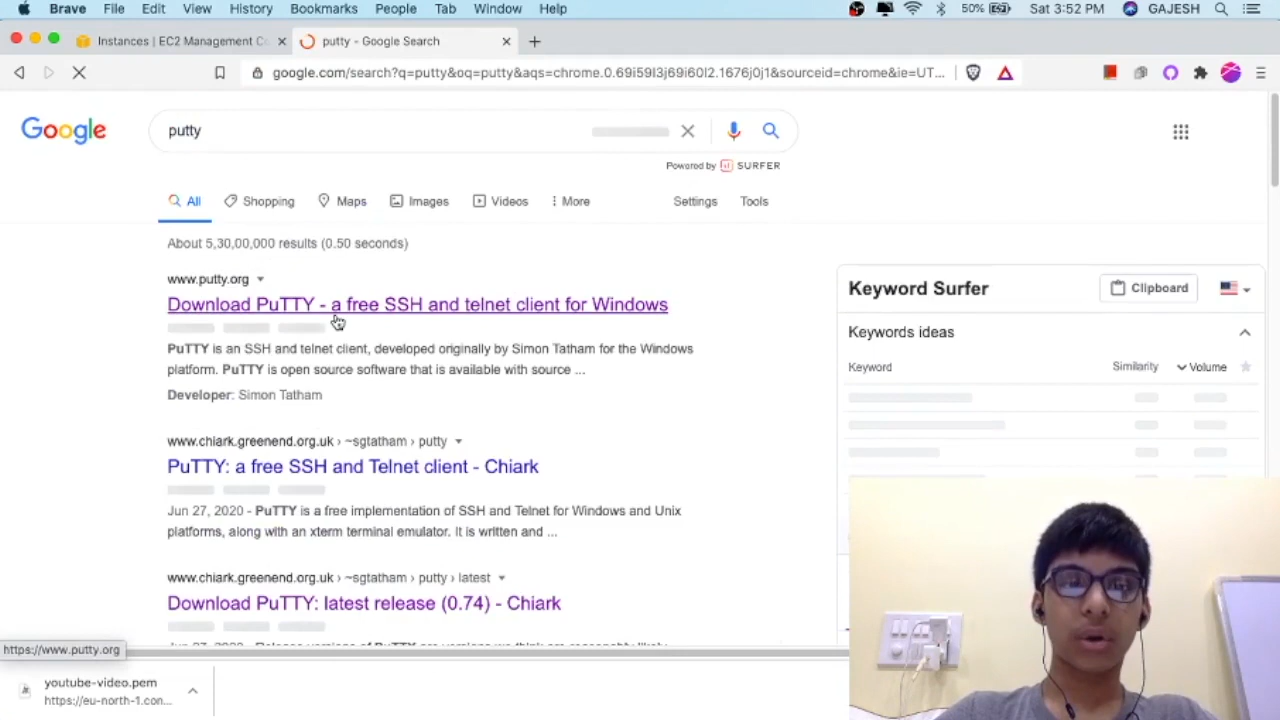 Brave File Edit View History Bookmarks People Tab Window Help 50% Sat 3:52 PM GAJESH
Instances | EC2 Management C putty - Google Search
google.com/search?q=putty&oq=putty&aqs=chrome.0.69i59l3j69i60l2.1676j0j1&sourceid=chrome&ie=UT...
Google
putty
Powered by SURFER
All Shopping Maps Images Videos More Settings Tools
About 5,30,00,000 results (0.50 seconds)
www.putty.org
Download PuTTY - a free SSH and telnet client for Windows
PuTTY is an SSH and telnet client, developed originally by Simon Tatham for the Windows
platform. PuTTY is open source software that is available with source ...
Developer: Simon Tatham
www.chiark.greenend.org.uk › ~sgtatham › putty
PuTTY: a free SSH and Telnet client - Chiark
Jun 27, 2020 - PuTTY is a free implementation of SSH and Telnet for Windows and Unix
platforms, along with an xterm terminal emulator. It is written and ...
www.chiark.greenend.org.uk › ~sgtatham › putty › latest
Download PuTTY: latest release (0.74) - Chiark
Keyword Surfer Clipboard
Keywords ideas
Keyword Similarity Volume
https://www.putty.org
youtube-video.pem
https://eu-north-1.con...